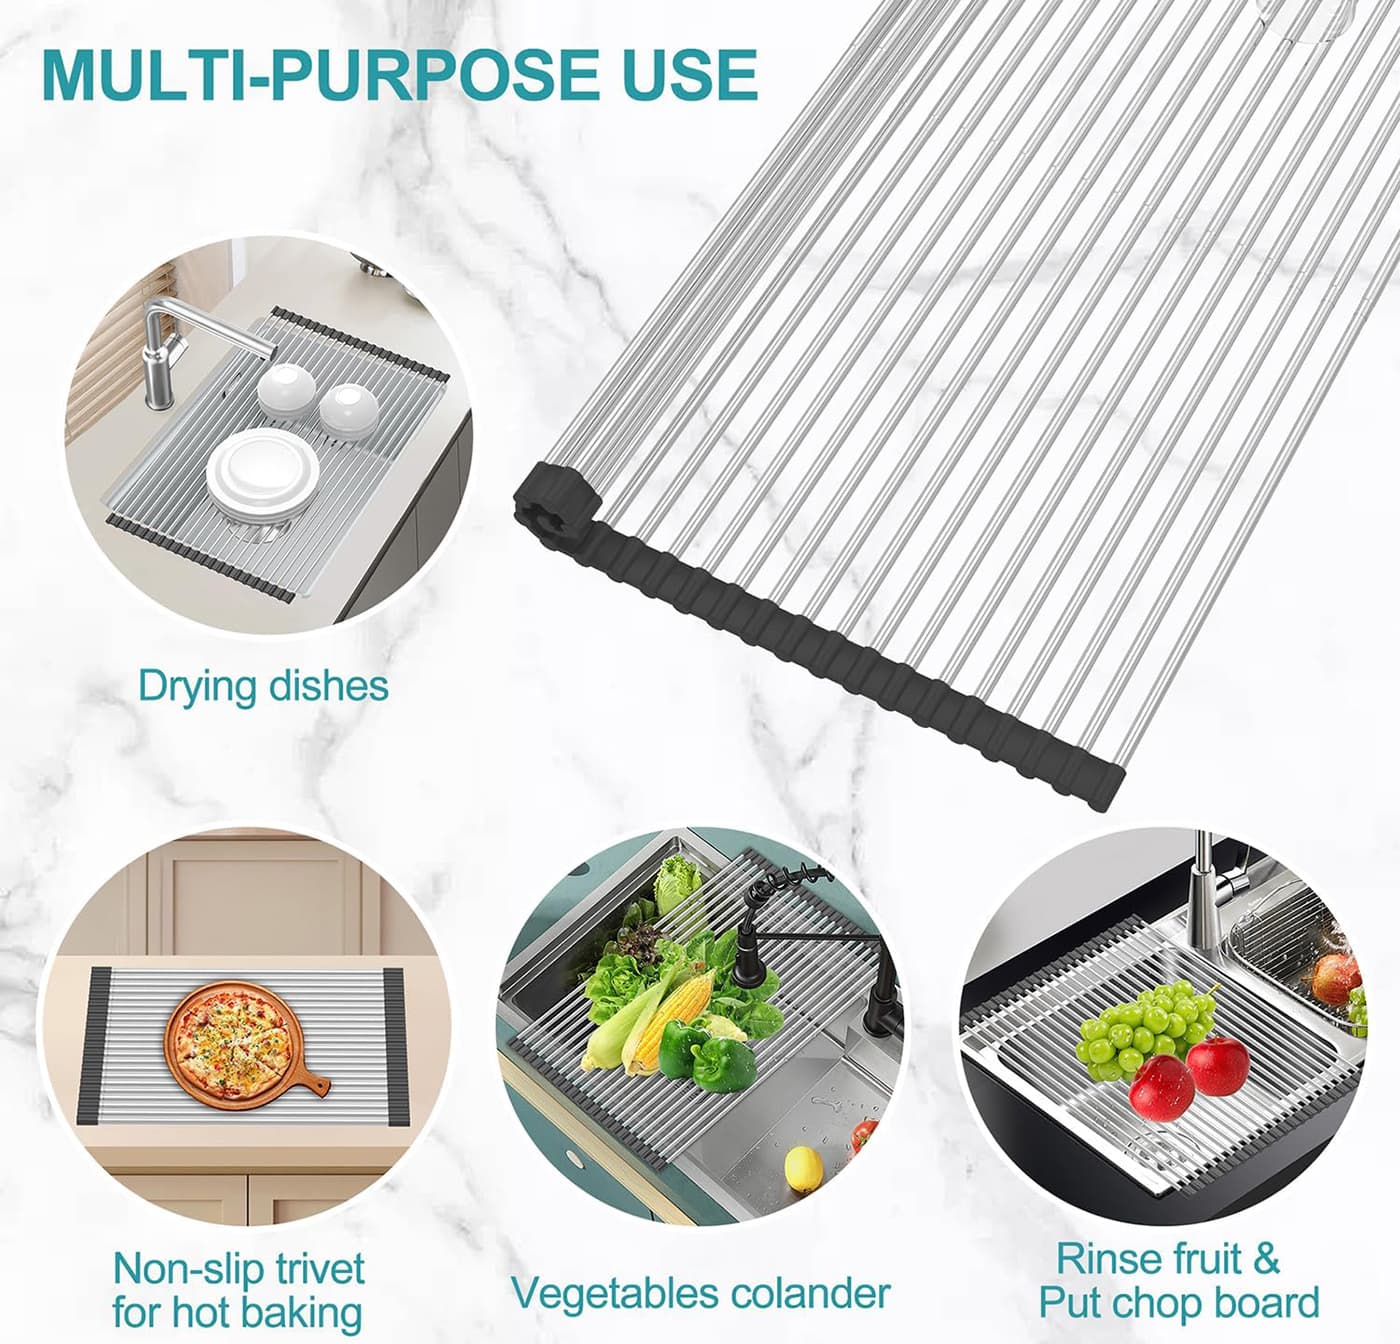 MULTI-PURPOSE USE
Drying dishes
Non-slip trivet
for hot baking
Vegetables colander
Rinse fruit &
Put chop board